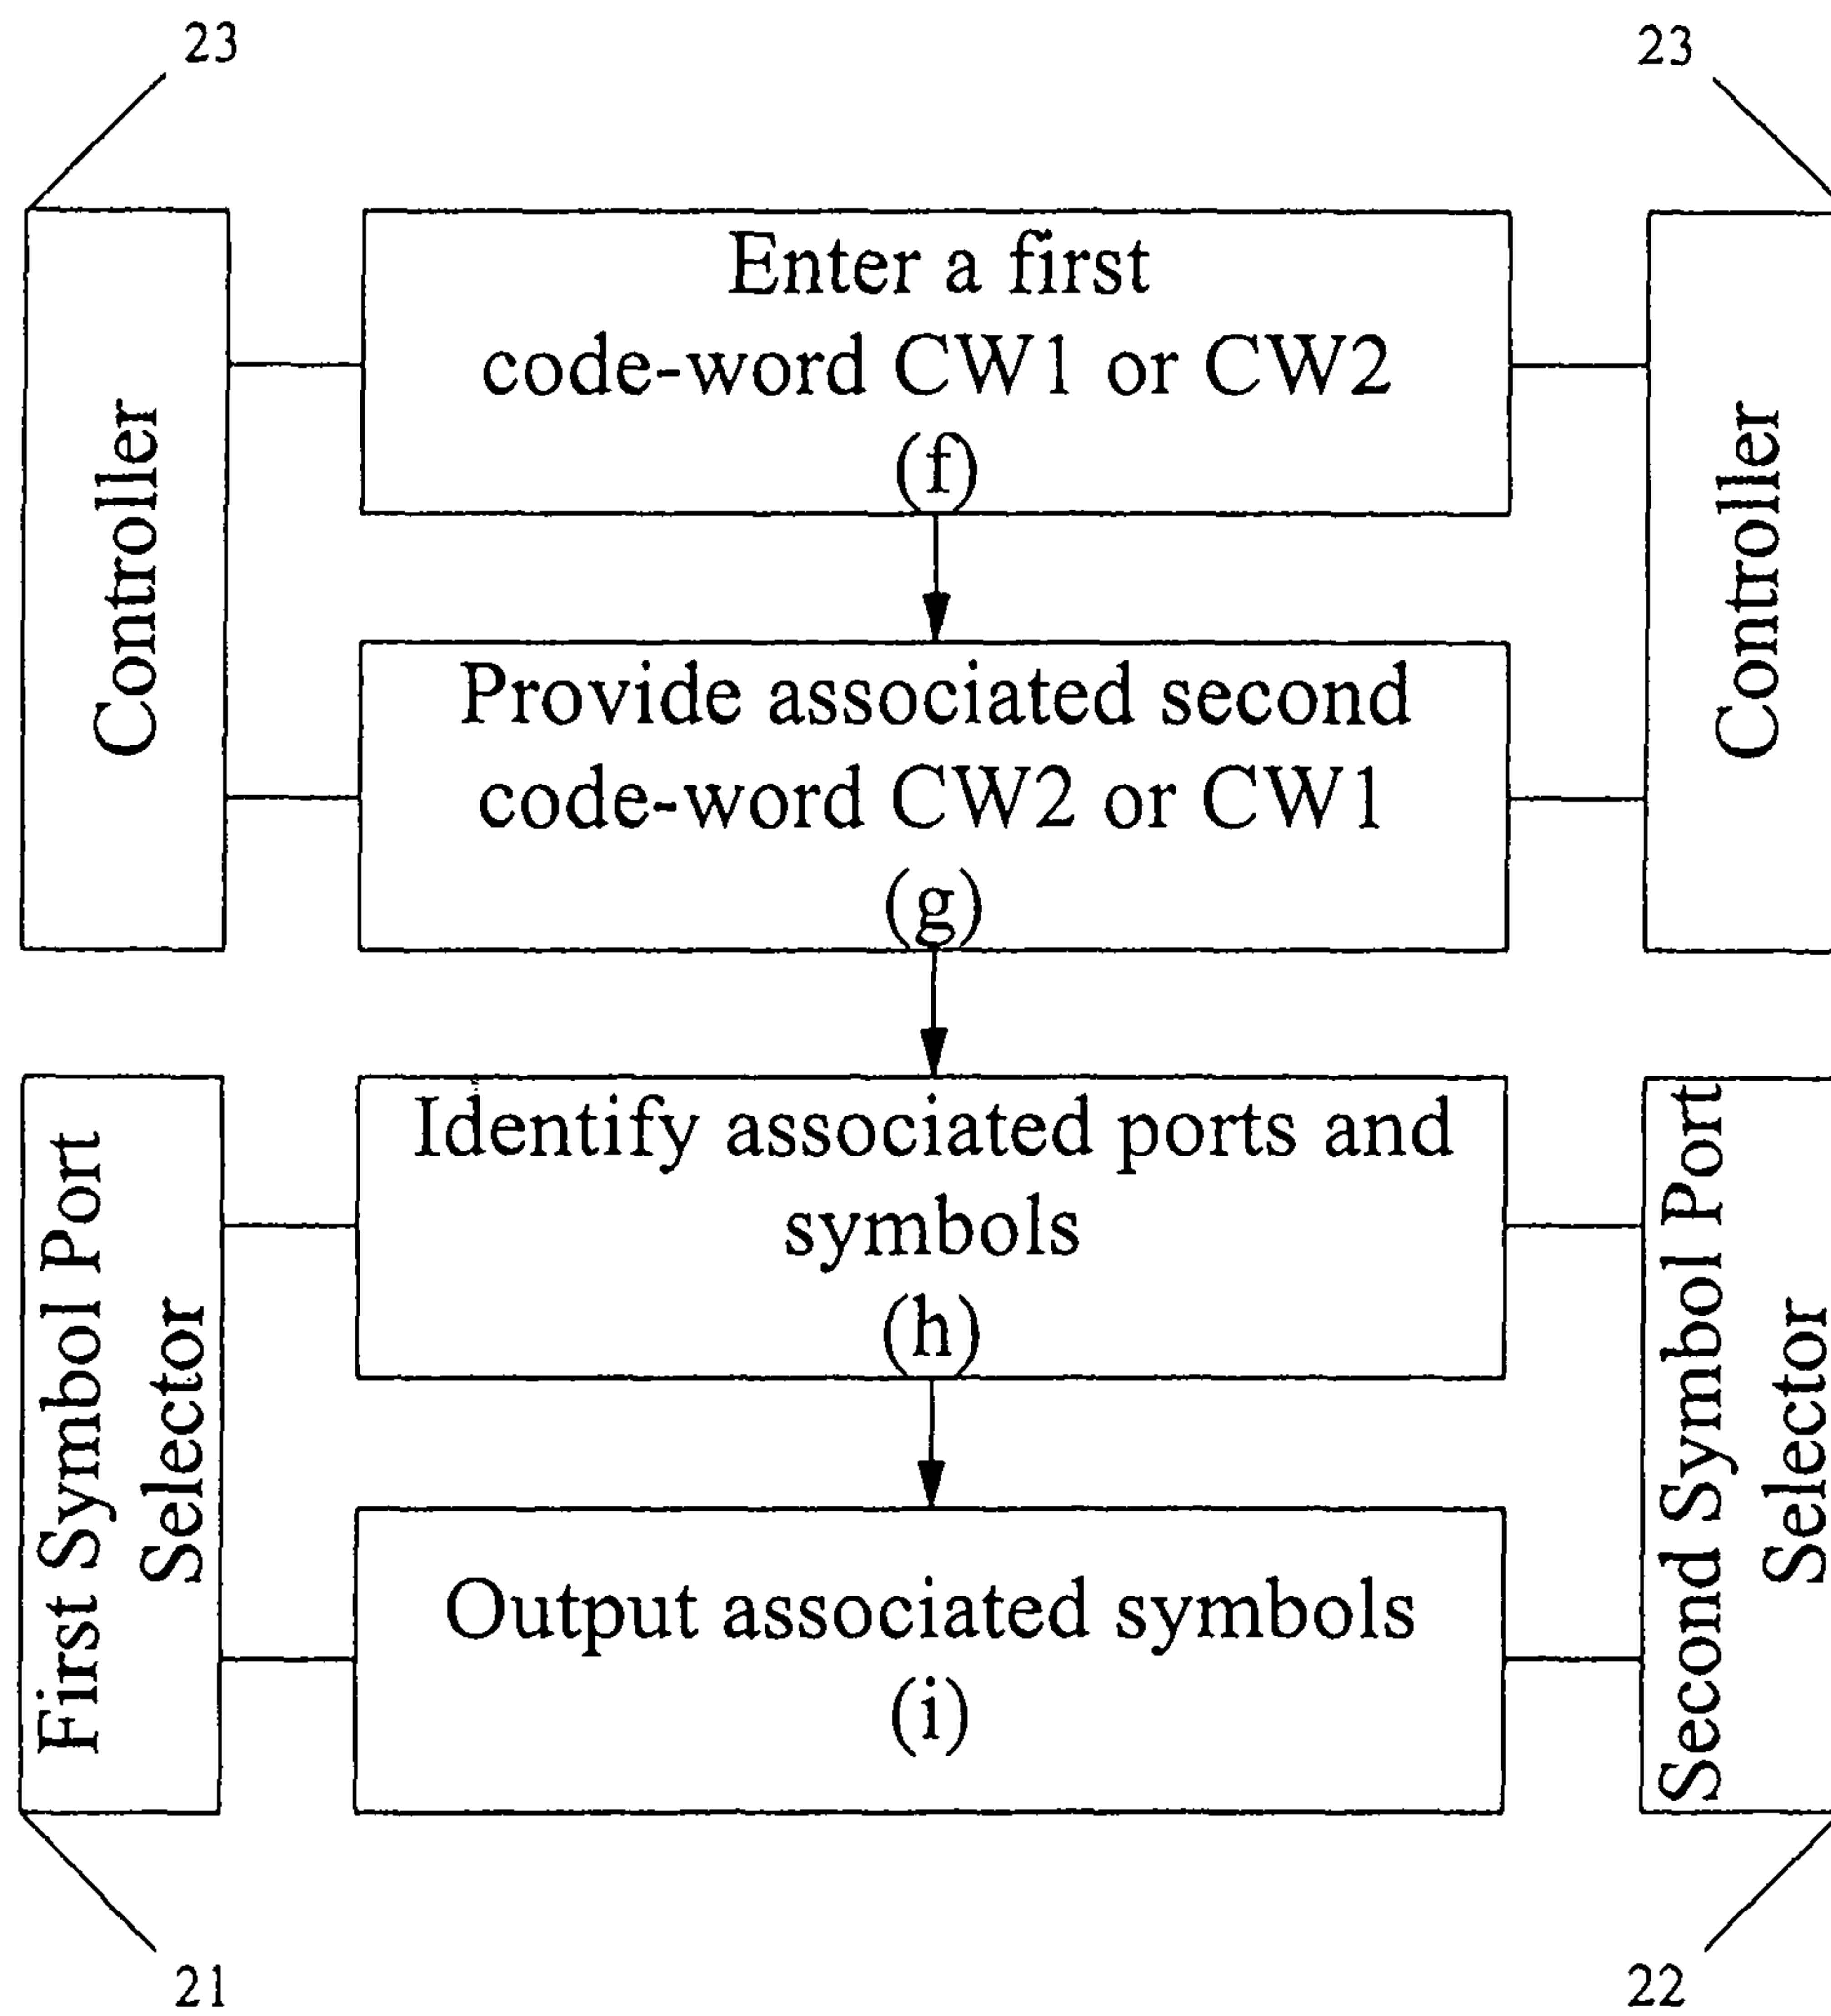 23
23
Controller
Enter a first
code-word CW1 or CW2
(f)
Controller
Provide associated second
code-word CW2 or CW1
(g)
First Symbol Port
Selector
Identify associated ports and
symbols
(h)
Second Symbol Port
Selector
Output associated symbols
(i)
21
22